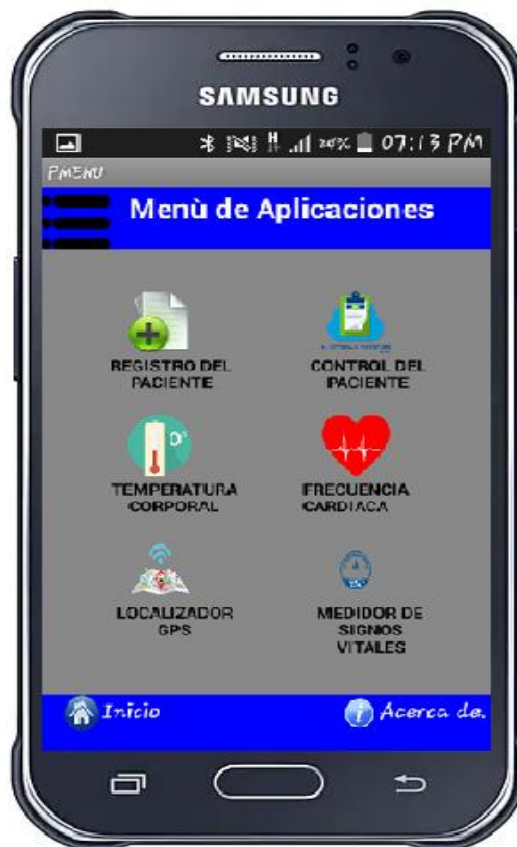 SAMSUNG
20% 07:13 PM
PMENU
Menù de Aplicaciones
REGISTRO DEL
PACIENTE
CONTROL DEL
PACIENTE
TEMPERATURA
CORPORAL
FRECUENCIA
CARDIACA
LOCALIZADOR
GPS
MEDIDOR DE
SIGNOS
VITALES
Inicio
Acerca de.